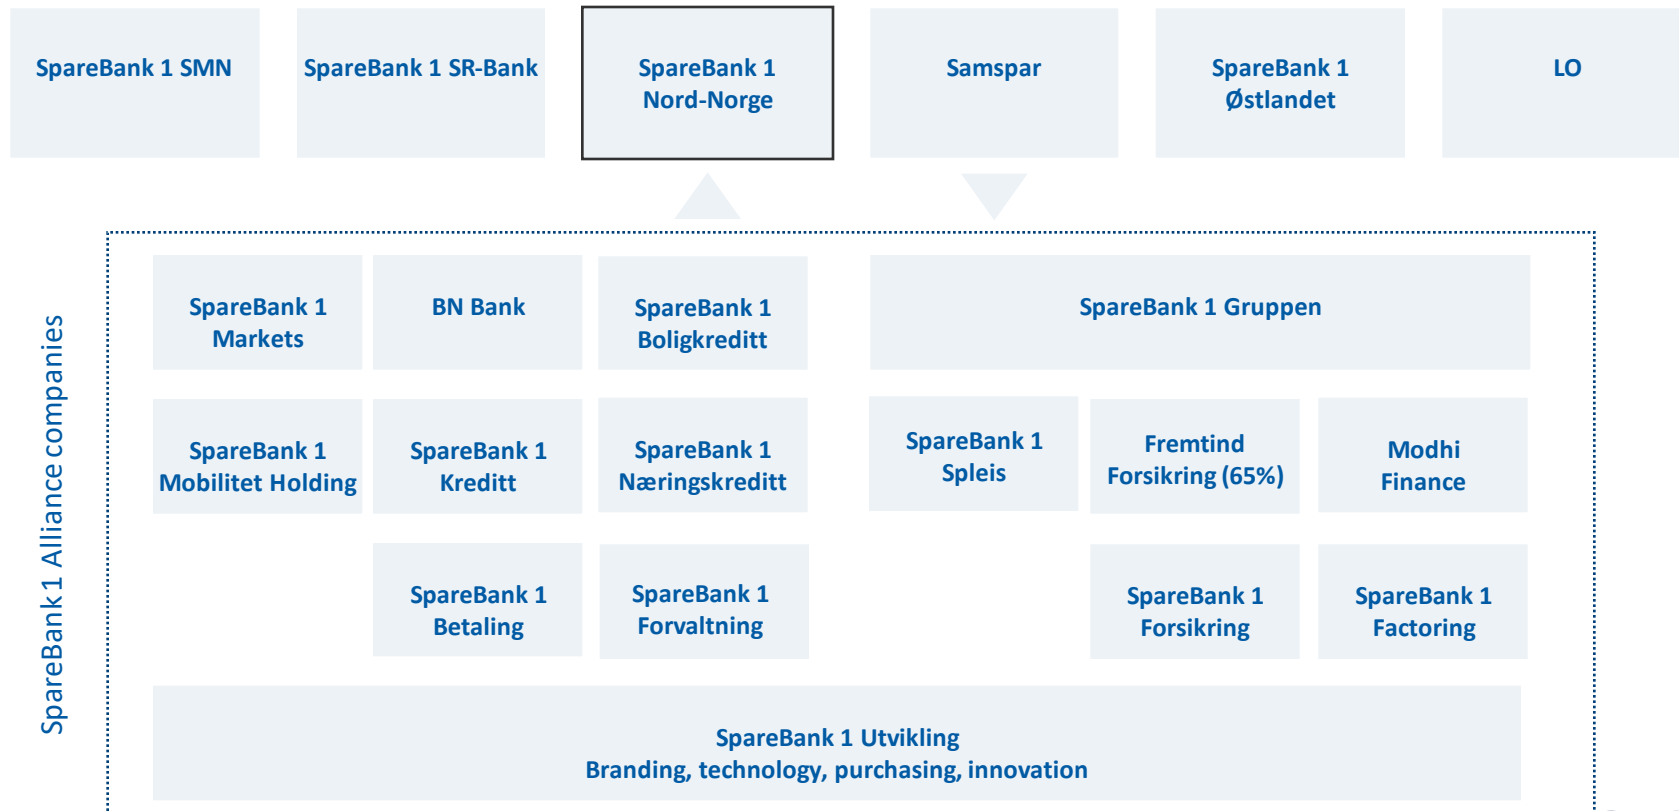 SpareBank 1 SMN
SpareBank 1 SR-Bank
SpareBank 1
Nord-Norge
Samspar
SpareBank 1
Østlandet
LO
SpareBank 1 Alliance companies
SpareBank 1
Markets
BN Bank
SpareBank 1
Boligkreditt
SpareBank 1 Gruppen
SpareBank 1
Mobilitet Holding
SpareBank 1
Kreditt
SpareBank 1
Næringskreditt
SpareBank 1
Spleis
Fremtind
Forsikring (65%)
Modhi
Finance
SpareBank 1
Betaling
SpareBank 1
Forvaltning
SpareBank 1
Forsikring
SpareBank 1
Factoring
SpareBank 1 Utvikling
Branding, technology, purchasing, innovation